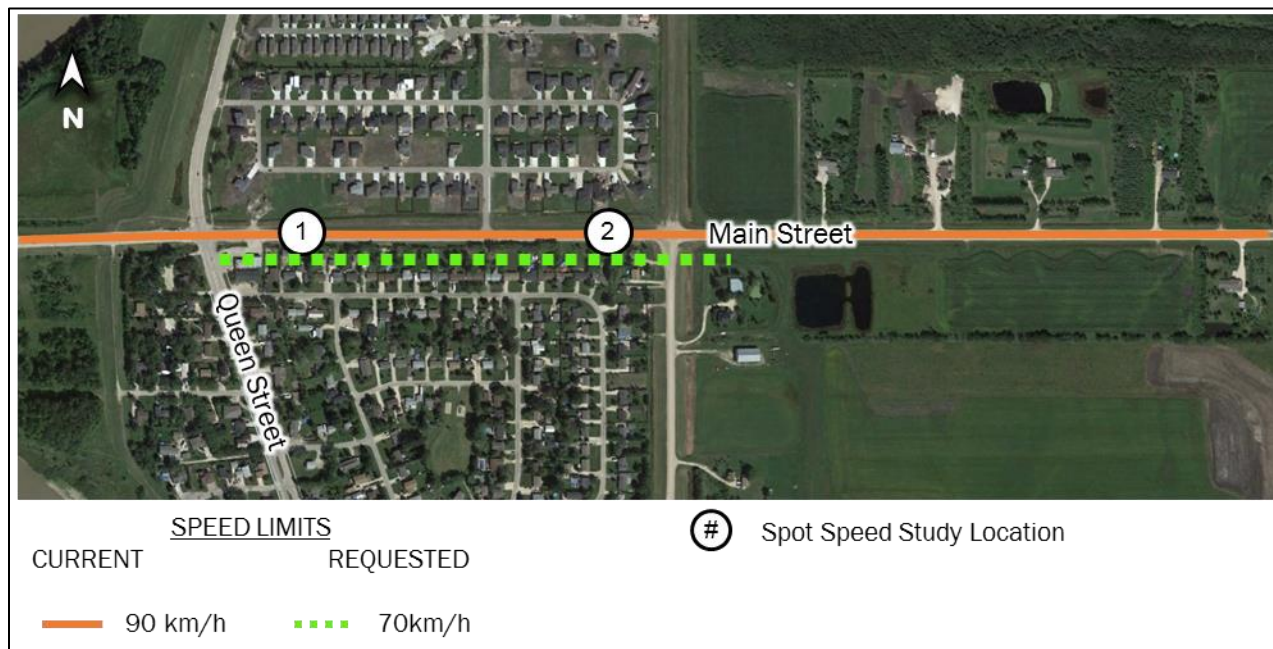 N
1
2
Main Street
Queen Street
SPEED LIMITS
CURRENT
REQUESTED
90 km/h
70km/h
# Spot Speed Study Location